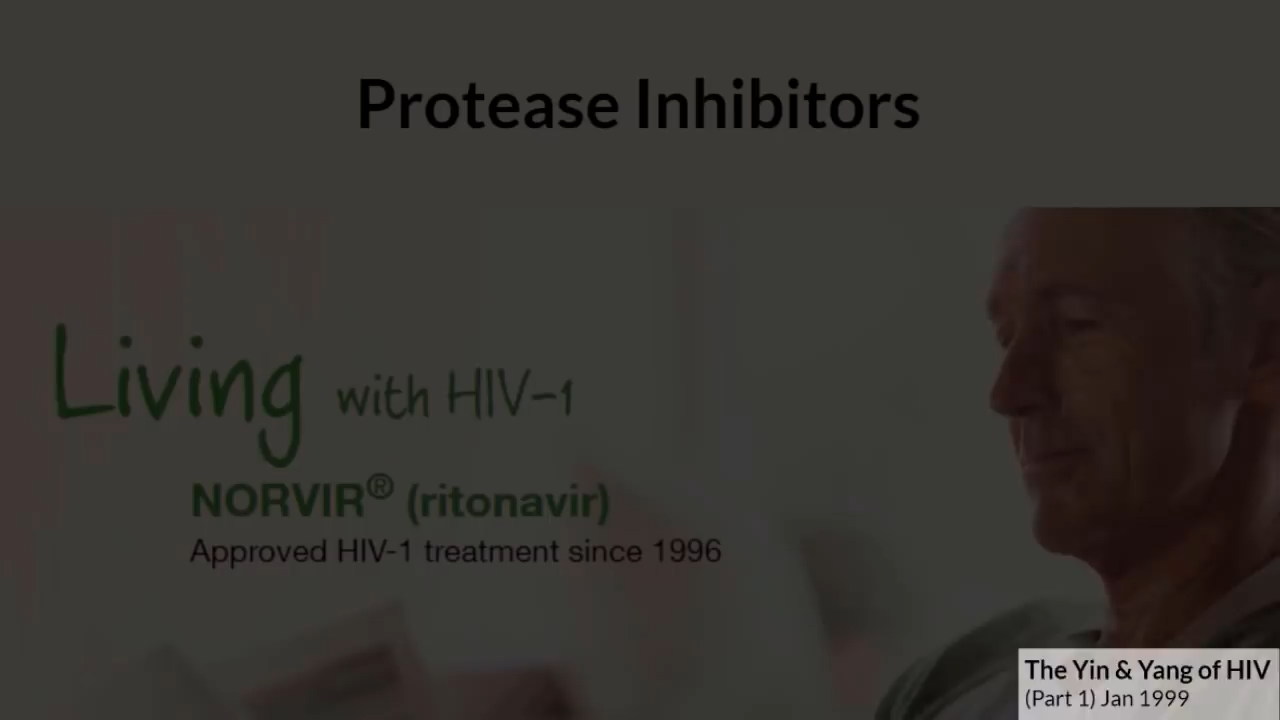 Protease Inhibitors
Living with HIV-1
NORVIR® (ritonavir)
Approved HIV-1 treatment since 1996
The Yin & Yang of HIV
(Part 1) Jan 1999